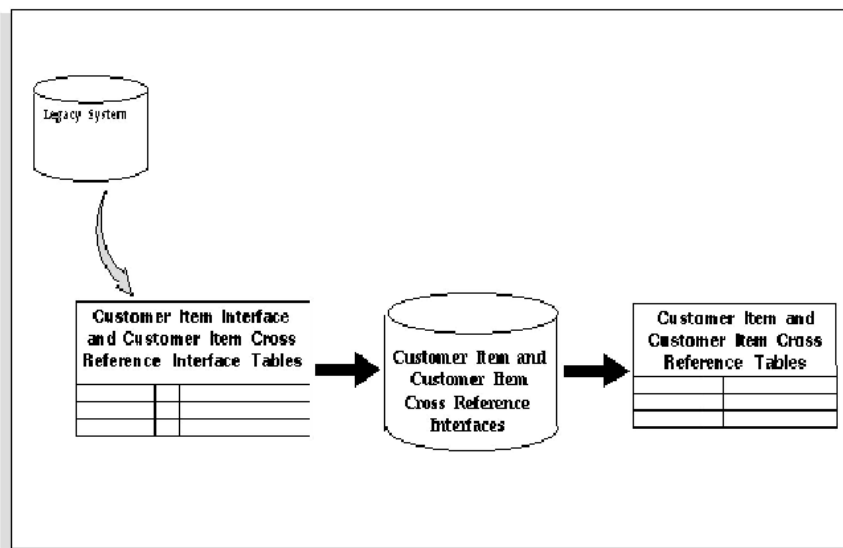 Legacy System
Customer Item Interface
and Customer Item Cross
Reference Interface Tables
Customer Item and
Customer Item
Cross Reference
Interfaces
Customer Item and
Customer Item Cross
Reference Tables